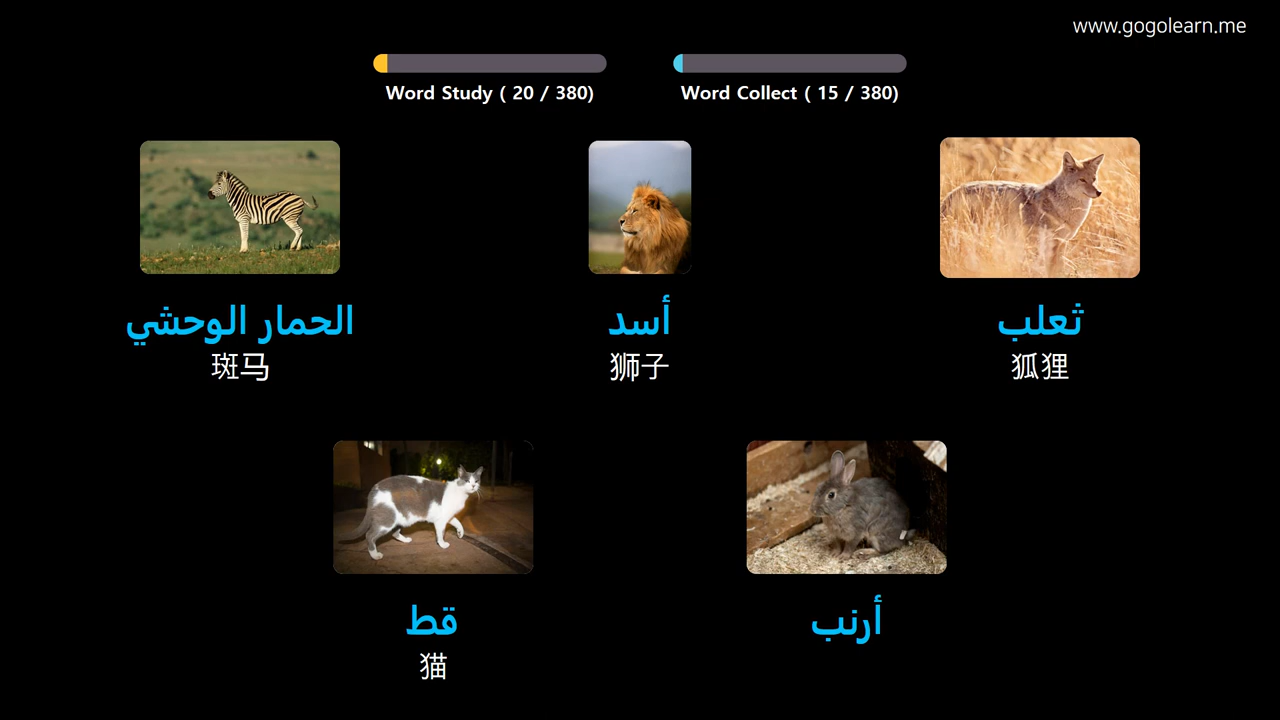 www.gogolearn.me
Word Study ( 20 / 380)
Word Collect ( 15 / 380)
الحمار الوحشي
斑马
أسد
狮子
ثعلب
狐狸
قط
猫
أرنب